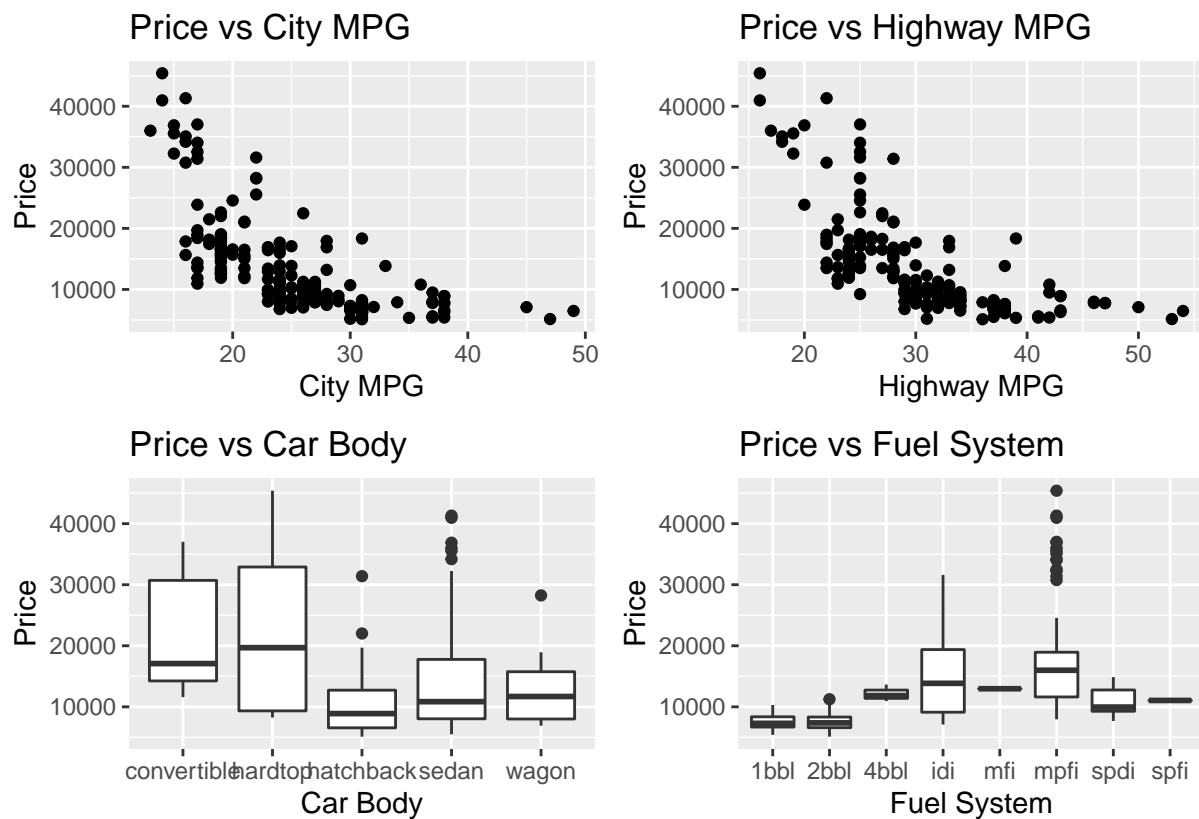 Price vs City MPG
Price
40000
30000
20000
10000
20 30 40 50
City MPG
Price vs Highway MPG
Price
40000
30000
20000
10000
20 30 40 50
Highway MPG
Price vs Car Body
Price
40000
30000
20000
10000
convertible hardtop hatchback sedan wagon
Car Body
Price vs Fuel System
Price
40000
30000
20000
10000
1bbl 2bbl 4bbl idi mfi mpfi spdi spfi
Fuel System